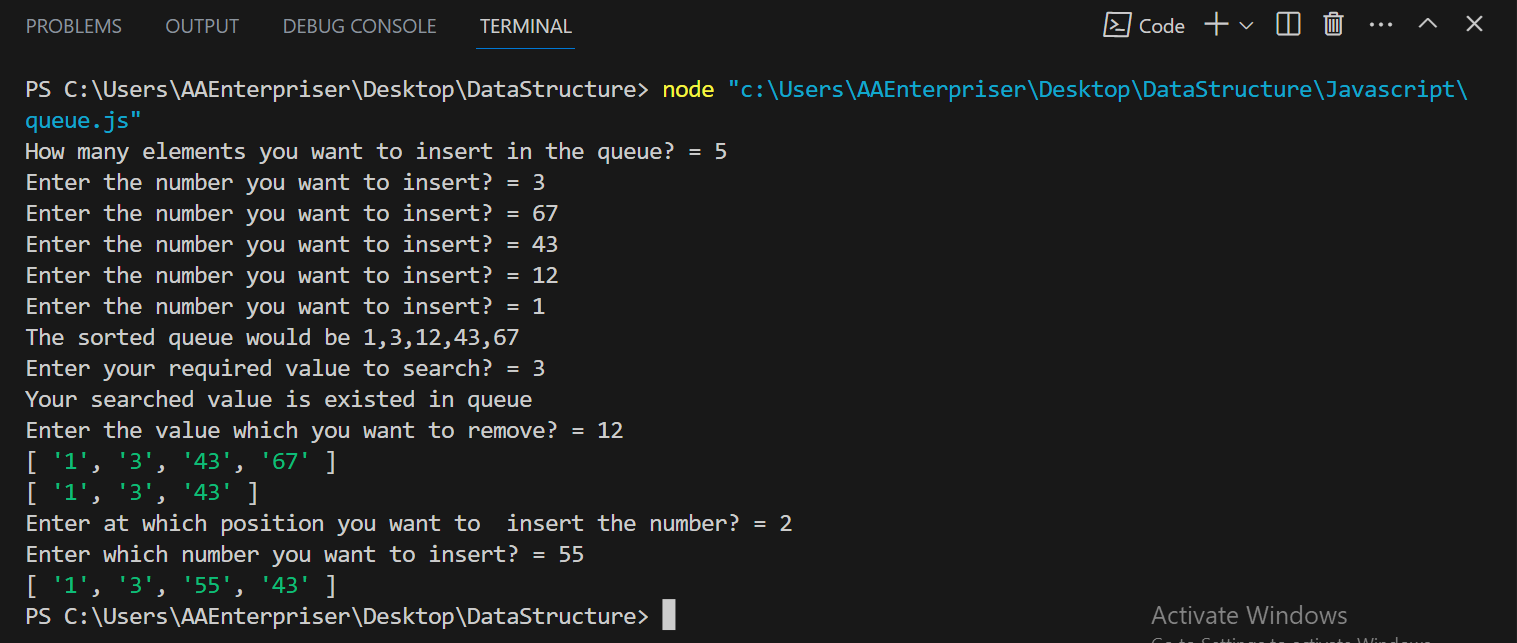 PROBLEMS OUTPUT DEBUG CONSOLE TERMINAL Code
PS C:\Users\AAEnterpriser\Desktop\DataStructure> node "c:\Users\AAEnterpriser\Desktop\DataStructure\Javascript\
queue.js"
How many elements you want to insert in the queue? = 5
Enter the number you want to insert? = 3
Enter the number you want to insert? = 67
Enter the number you want to insert? = 43
Enter the number you want to insert? = 12
Enter the number you want to insert? = 1
The sorted queue would be 1,3,12,43,67
Enter your required value to search? = 3
Your searched value is existed in queue
Enter the value which you want to remove? = 12
[ '1', '3', '43', '67' ]
[ '1', '3', '43' ]
Enter at which position you want to  insert the number? = 2
Enter which number you want to insert? = 55
[ '1', '3', '55', '43' ]
PS C:\Users\AAEnterpriser\Desktop\DataStructure>
Activate Windows
Go to Settings to activate Windows.